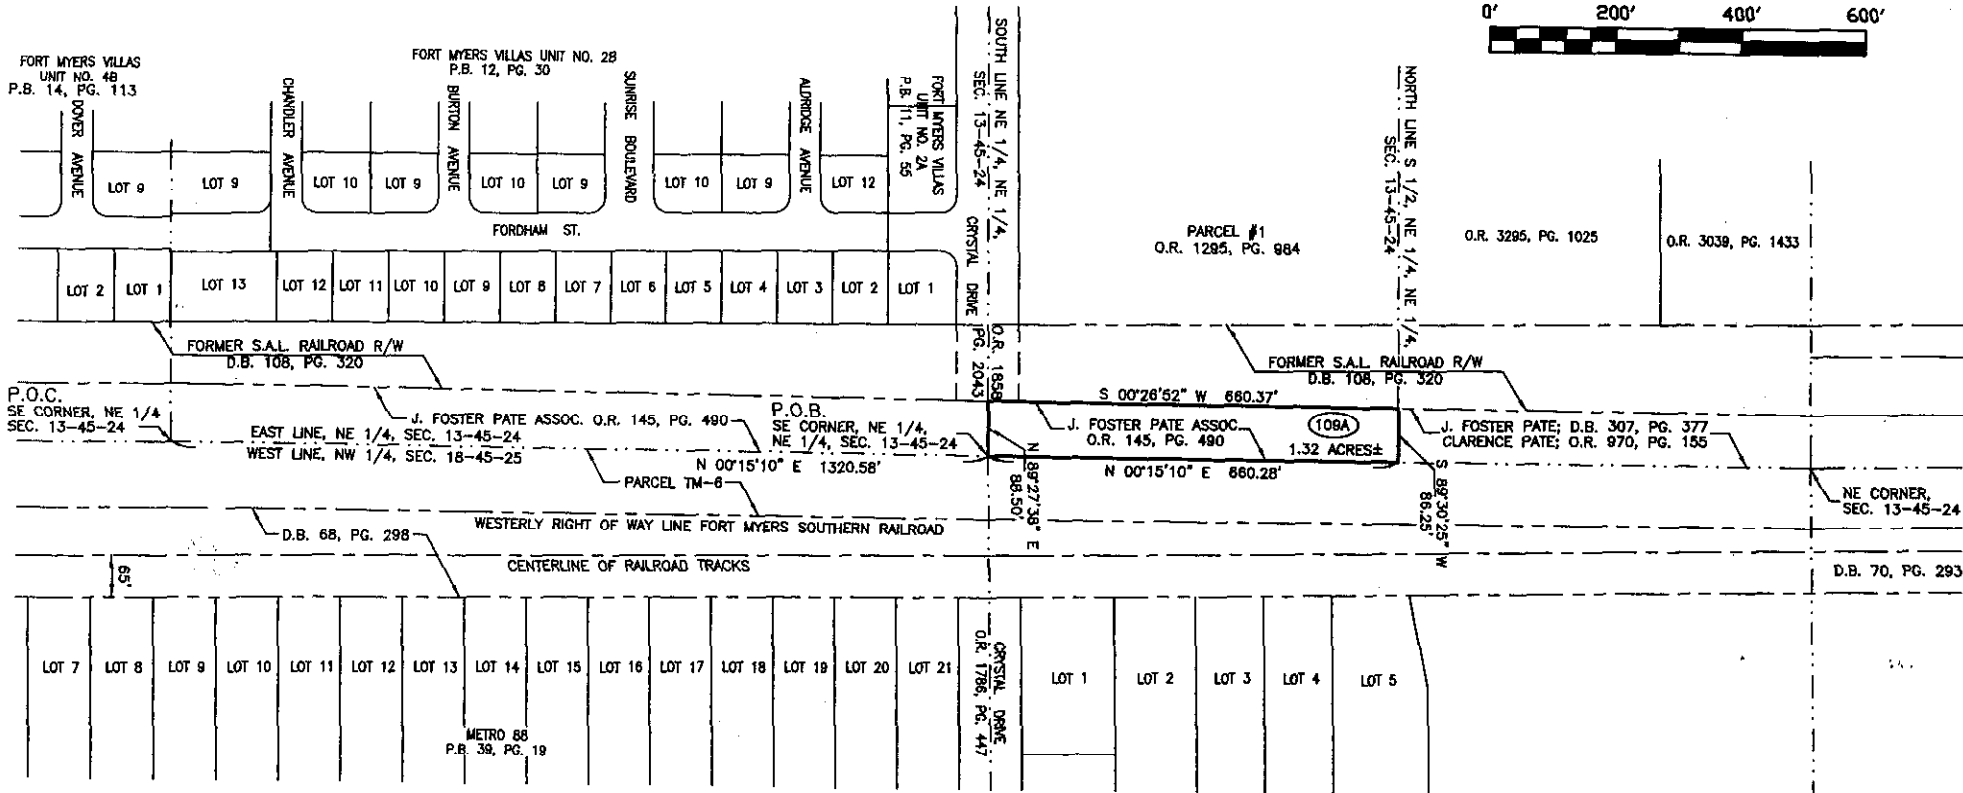 0' 200' 400' 600'
FORT MYERS VILLAS
UNIT NO. 4B
P.B. 14, PG. 113
FORT MYERS VILLAS UNIT NO. 2B
P.B. 12, PG. 30
DOVER AVENUE
CHANDLER AVENUE
BURTON AVENUE
SUNRISE BOULEVARD
ALDRIDGE AVENUE
FORT MYERS VILLAS
UNIT NO. 2A
P.B. 11, PG. 55
SOUTH LINE NE 1/4, NE 1/4,
SEC. 13-45-24
NORTH LINE S 1/2, NE 1/4, NE 1/4,
SEC. 13-45-24
LOT 9
LOT 9
LOT 10
LOT 9
LOT 10
LOT 9
LOT 10
LOT 9
LOT 12
FORDHAM ST.
CRYSTAL DRIVE
O.R. 1858
PG. 2043
PARCEL #1
O.R. 1295, PG. 984
O.R. 3295, PG. 1025
O.R. 3039, PG. 1433
LOT 2
LOT 1
LOT 13
LOT 12
LOT 11
LOT 10
LOT 9
LOT 8
LOT 7
LOT 6
LOT 5
LOT 4
LOT 3
LOT 2
LOT 1
FORMER S.A.L. RAILROAD R/W
D.B. 108, PG. 320
FORMER S.A.L. RAILROAD R/W
D.B. 108, PG. 320
P.O.C.
SE CORNER, NE 1/4
SEC. 13-45-24
J. FOSTER PATE ASSOC. O.R. 145, PG. 490
EAST LINE, NE 1/4, SEC. 13-45-24
WEST LINE, NW 1/4, SEC. 18-45-25
N 00°15'10" E 1320.58'
P.O.B.
SE CORNER, NE 1/4,
NE 1/4, SEC. 13-45-24
S 00°26'52" W 660.37'
J. FOSTER PATE ASSOC.
O.R. 145, PG. 490
109A
1.32 ACRES±
N 00°15'10" E 660.28'
N 89°27'38" E
88.50'
S 89°30'25" W
86.25'
J. FOSTER PATE; D.B. 307, PG. 377
CLARENCE PATE; O.R. 970, PG. 155
NE CORNER,
SEC. 13-45-24
PARCEL TM-6
WESTERLY RIGHT OF WAY LINE FORT MYERS SOUTHERN RAILROAD
D.B. 68, PG. 298
CENTERLINE OF RAILROAD TRACKS
65'
D.B. 70, PG. 293
LOT 7
LOT 8
LOT 9
LOT 10
LOT 11
LOT 12
LOT 13
LOT 14
LOT 15
LOT 16
LOT 17
LOT 18
LOT 19
LOT 20
LOT 21
CRYSTAL DRIVE
O.R. 1786, PG. 447
LOT 1
LOT 2
LOT 3
LOT 4
LOT 5
METRO 88
P.B. 39, PG. 19